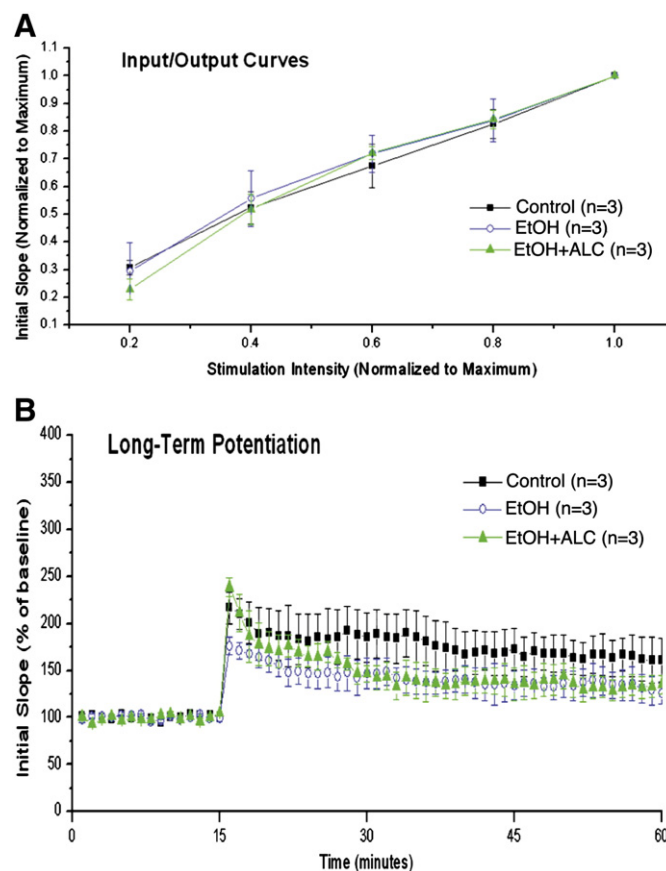 A
Input/Output Curves
Initial Slope (Normalized to Maximum)
1.1
1.0
0.9
0.8
0.7
0.6
0.5
0.4
0.3
0.2
0.1
Control (n=3)
EtOH (n=3)
EtOH+ALC (n=3)
0.2 0.4 0.6 0.8 1.0
Stimulation Intensity (Normalized to Maximum)
B
Long-Term Potentiation
Initial Slope (% of baseline)
400
350
300
250
200
150
100
50
0
Control (n=3)
EtOH (n=3)
EtOH+ALC (n=3)
0 15 30 45 60
Time (minutes)